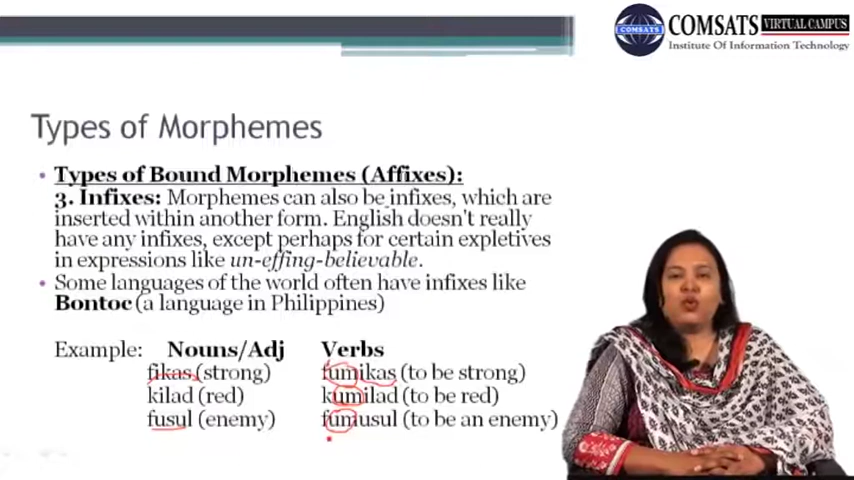 COMSATS VIRTUAL CAMPUS
Institute Of Information Technology
COMSATS
Types of Morphemes
Types of Bound Morphemes (Affixes):
3. Infixes: Morphemes can also be infixes, which are
inserted within another form. English doesn't really
have any infixes, except perhaps for certain expletives
in expressions like un-effing-believable.
Some languages of the world often have infixes like
Bontoc (a language in Philippines)
Example: Nouns/Adj Verbs
fikas (strong) fumikas (to be strong)
kilad (red) kumilad (to be red)
fusul (enemy) fumusul (to be an enemy)